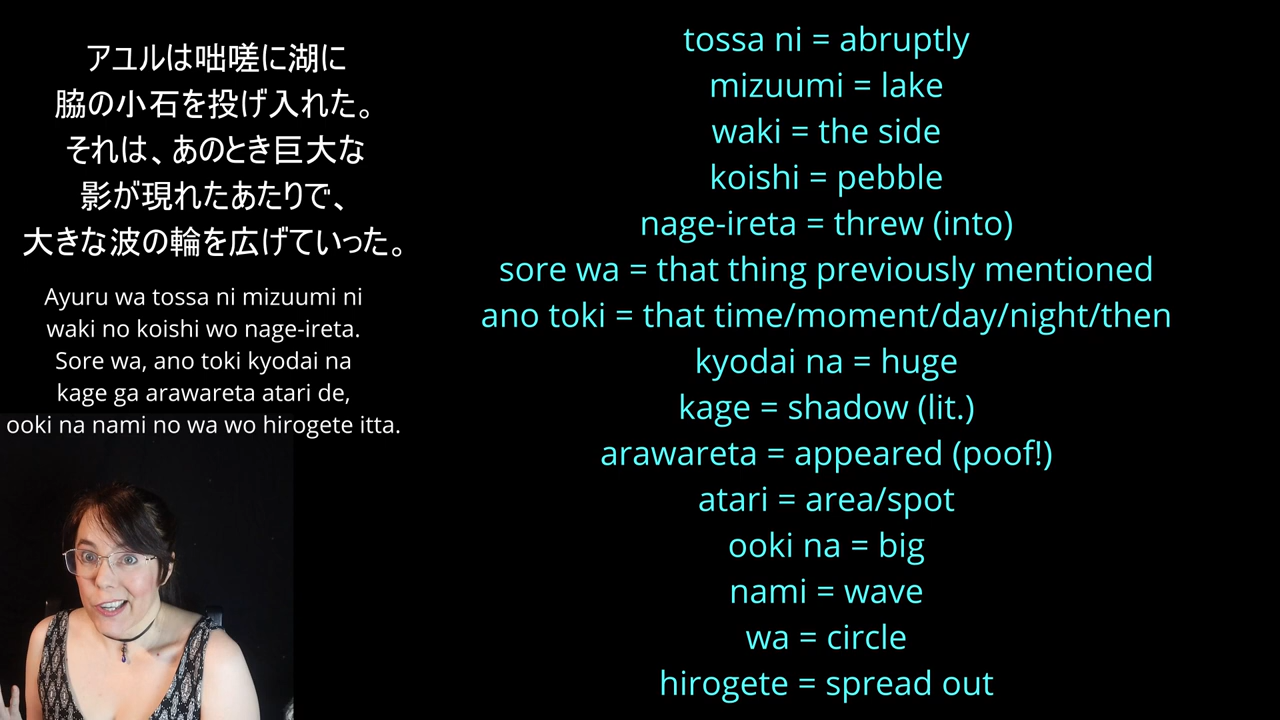 アユルは咄嗟に湖に
脇の小石を投げ入れた。
それは、あのとき巨大な
影が現れたあたりで、
大きな波の輪を広げていった。
Ayuru wa tossa ni mizuumi ni
waki no koishi wo nage-ireta.
Sore wa, ano toki kyodai na
kage ga arawareta atari de,
ooki na nami no wa wo hirogete itta.
tossa ni = abruptly
mizuumi = lake
waki = the side
koishi = pebble
nage-ireta = threw (into)
sore wa = that thing previously mentioned
ano toki = that time/moment/day/night/then
kyodai na = huge
kage = shadow (lit.)
arawareta = appeared (poof!)
atari = area/spot
ooki na = big
nami = wave
wa = circle
hirogete = spread out